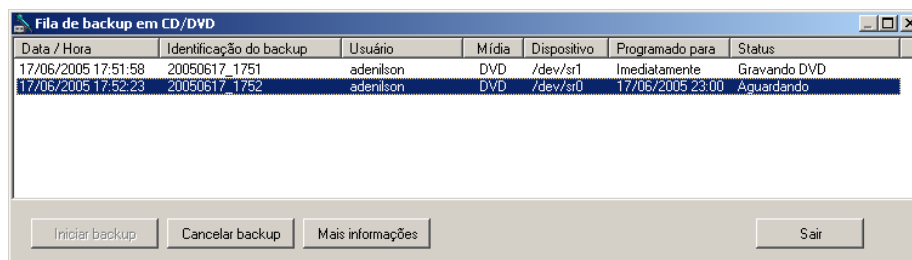 Fila de backup em CD/DVD
Data / Hora Identificação do backup Usuário Mídia Dispositivo Programado para Status
17/06/2005 17:51:58 20050617_1751 adenilson DVD /dev/sr1 Imediatamente Gravando DVD
17/06/2005 17:52:23 20050617_1752 adenilson DVD /dev/sr0 17/06/2005 23:00 Aguardando
Iniciar backup Cancelar backup Mais informações Sair